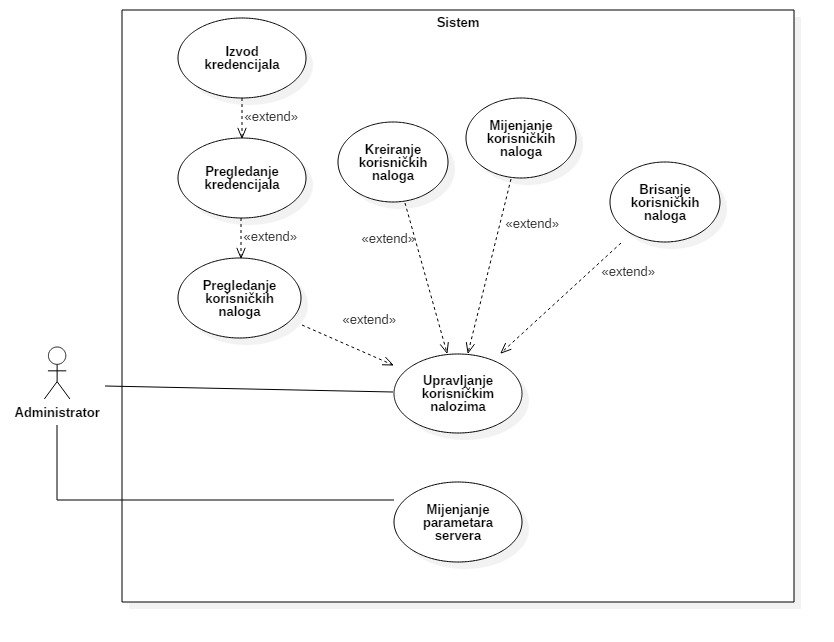 Sistem
Izvod
kredencijala
«extend»
Pregledanje
kredencijala
«extend»
Pregledanje
korisničkih
naloga
«extend»
Kreiranje
korisničkih
naloga
«extend»
Mijenjanje
korisničkih
naloga
«extend»
Brisanje
korisničkih
naloga
«extend»
Administrator
Upravljanje
korisničkim
nalozima
Mijenjanje
parametara
servera